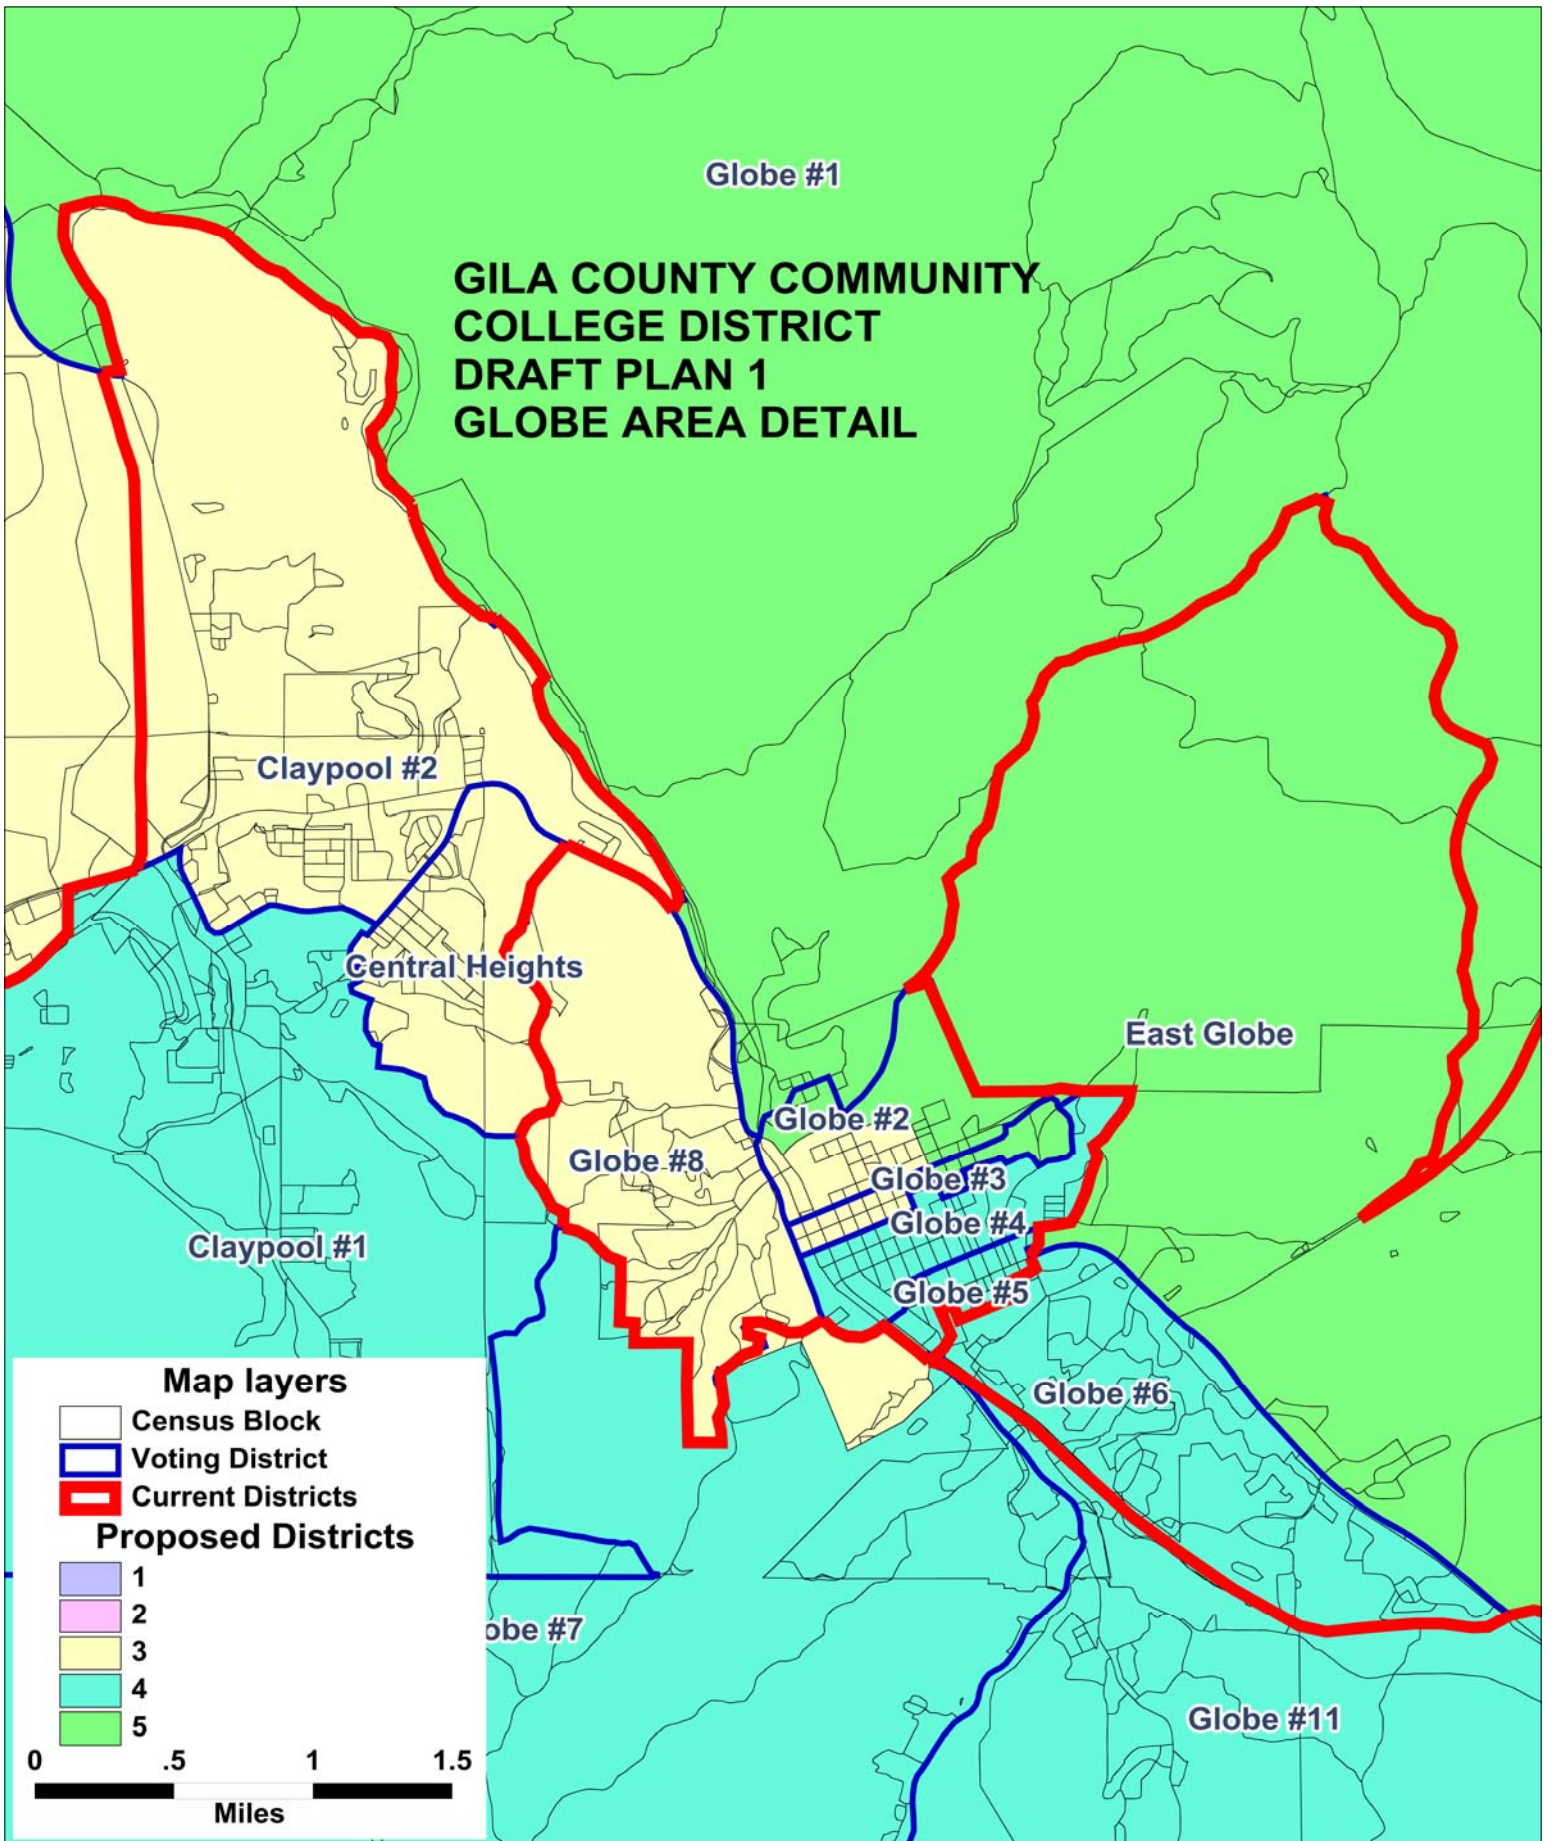 Globe #1
GILA COUNTY COMMUNITY
COLLEGE DISTRICT
DRAFT PLAN 1
GLOBE AREA DETAIL
Claypool #2
Central Heights
East Globe
Globe #2
Globe #8
Globe #3
Globe #4
Claypool #1
Globe #5
Globe #6
Map layers
Census Block
Voting District
Current Districts
Proposed Districts
1
2
3
4
5
obe #7
Globe #11
0 .5 1 1.5
Miles